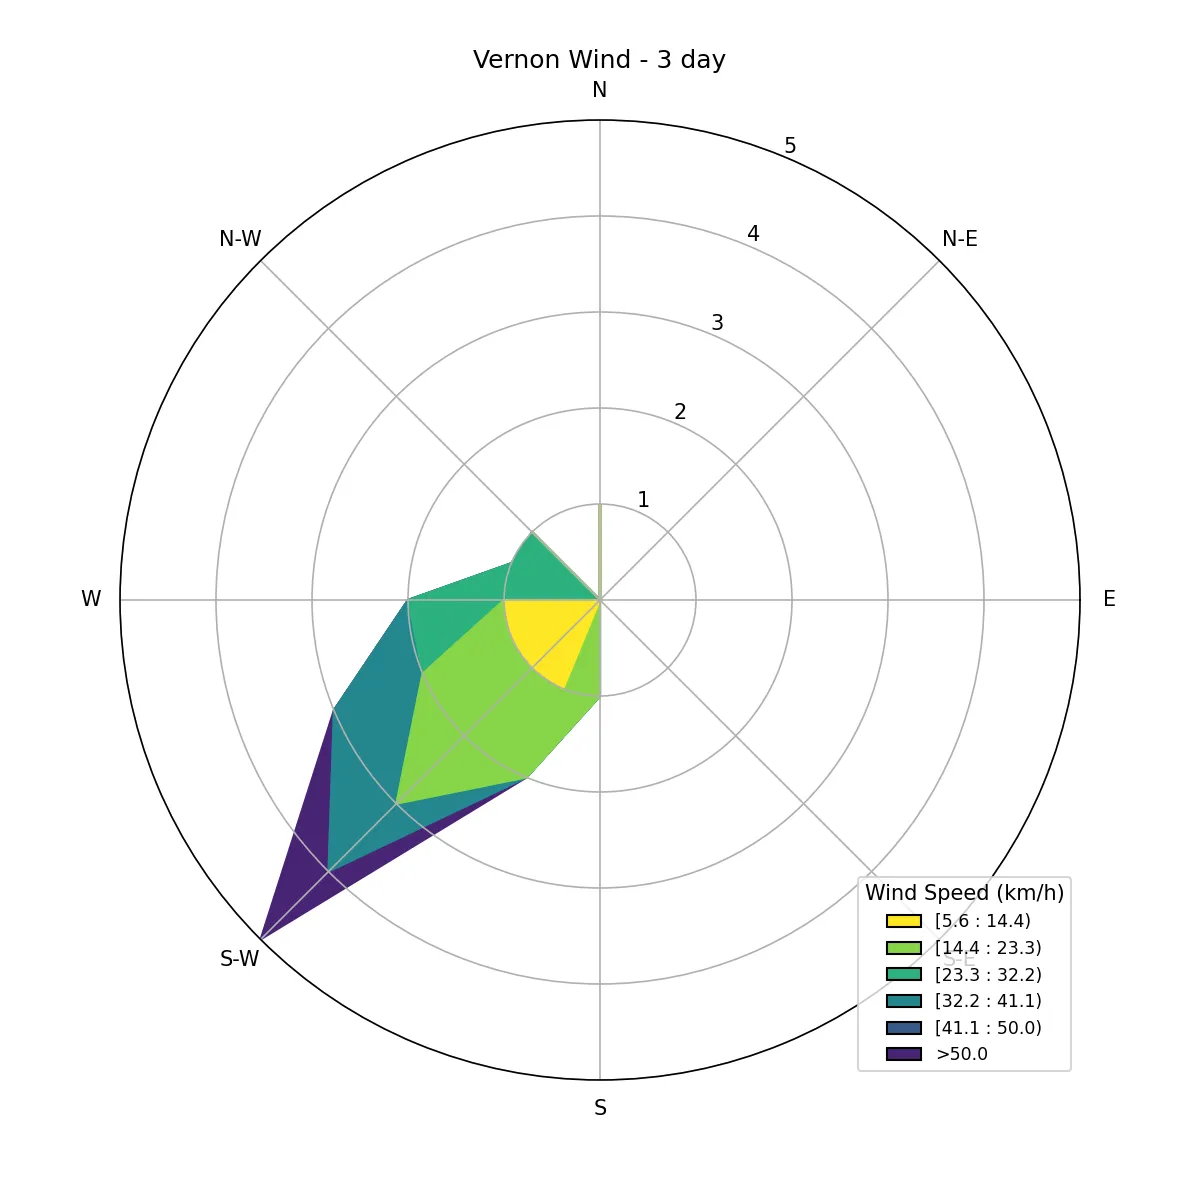 Vernon Wind - 3 day
N
5
N-W
4
N-E
3
2
1
W
E
S-W
S-E
S
Wind Speed (km/h)
[5.6 : 14.4)
[14.4 : 23.3)
[23.3 : 32.2)
[32.2 : 41.1)
[41.1 : 50.0)
>50.0